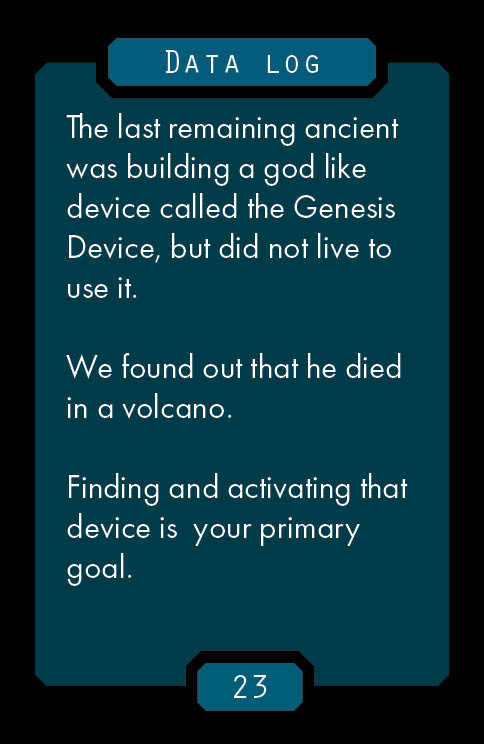 Data log
The last remaining ancient
was building a god like
device called the Genesis
Device, but did not live to
use it.
We found out that he died
in a volcano.
Finding and activating that
device is  your primary
goal.
23